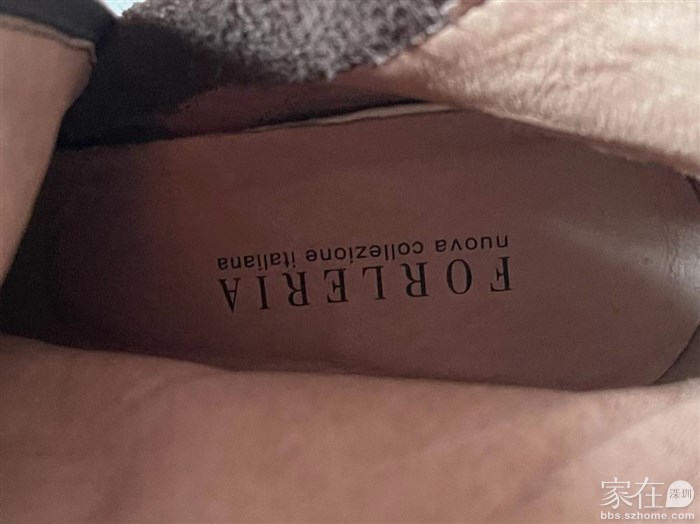 FORLERIA
nuova collezione italiana
家在深圳
bbs.szhome.com